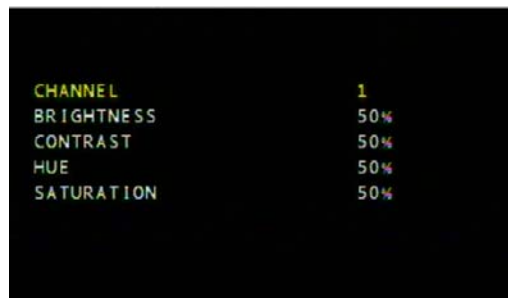 CHANNEL 1
BRIGHTNESS 50%
CONTRAST 50%
HUE 50%
SATURATION 50%